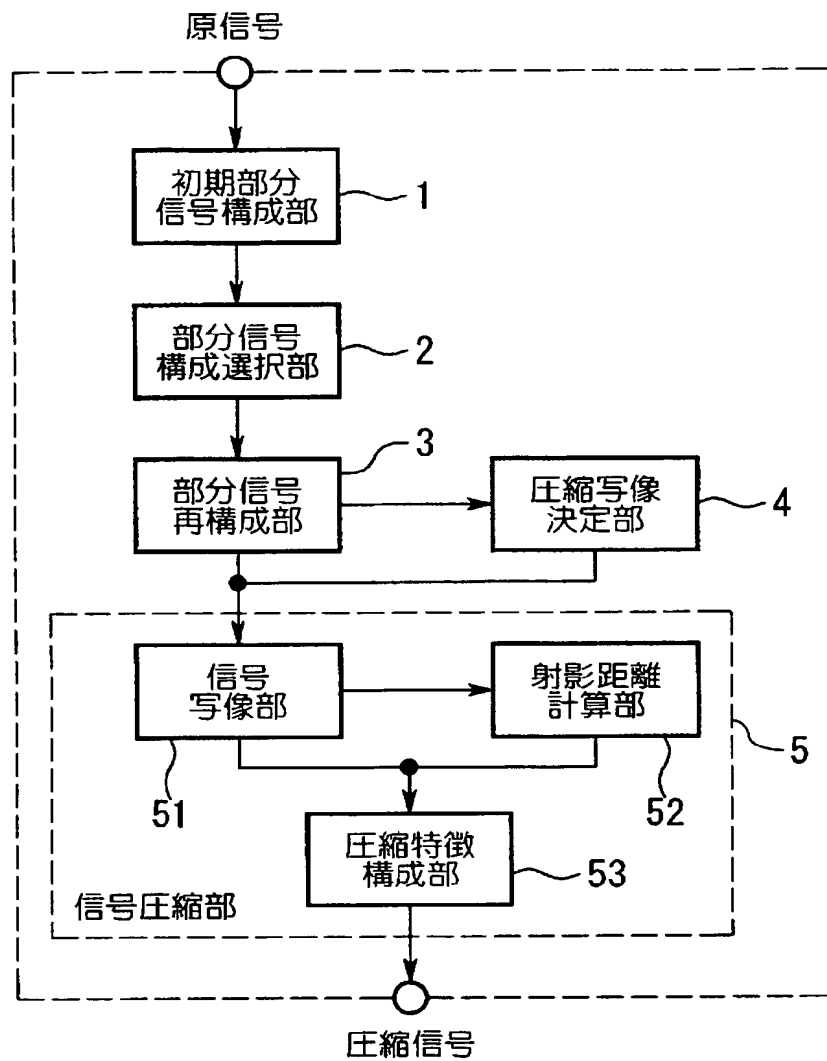 原信号
初期部分
信号構成部
1
部分信号
構成選択部
2
部分信号
再構成部
3
圧縮写像
決定部
4
信号
写像部
51
射影距離
計算部
52
5
圧縮特徴
構成部
53
信号圧縮部
圧縮信号